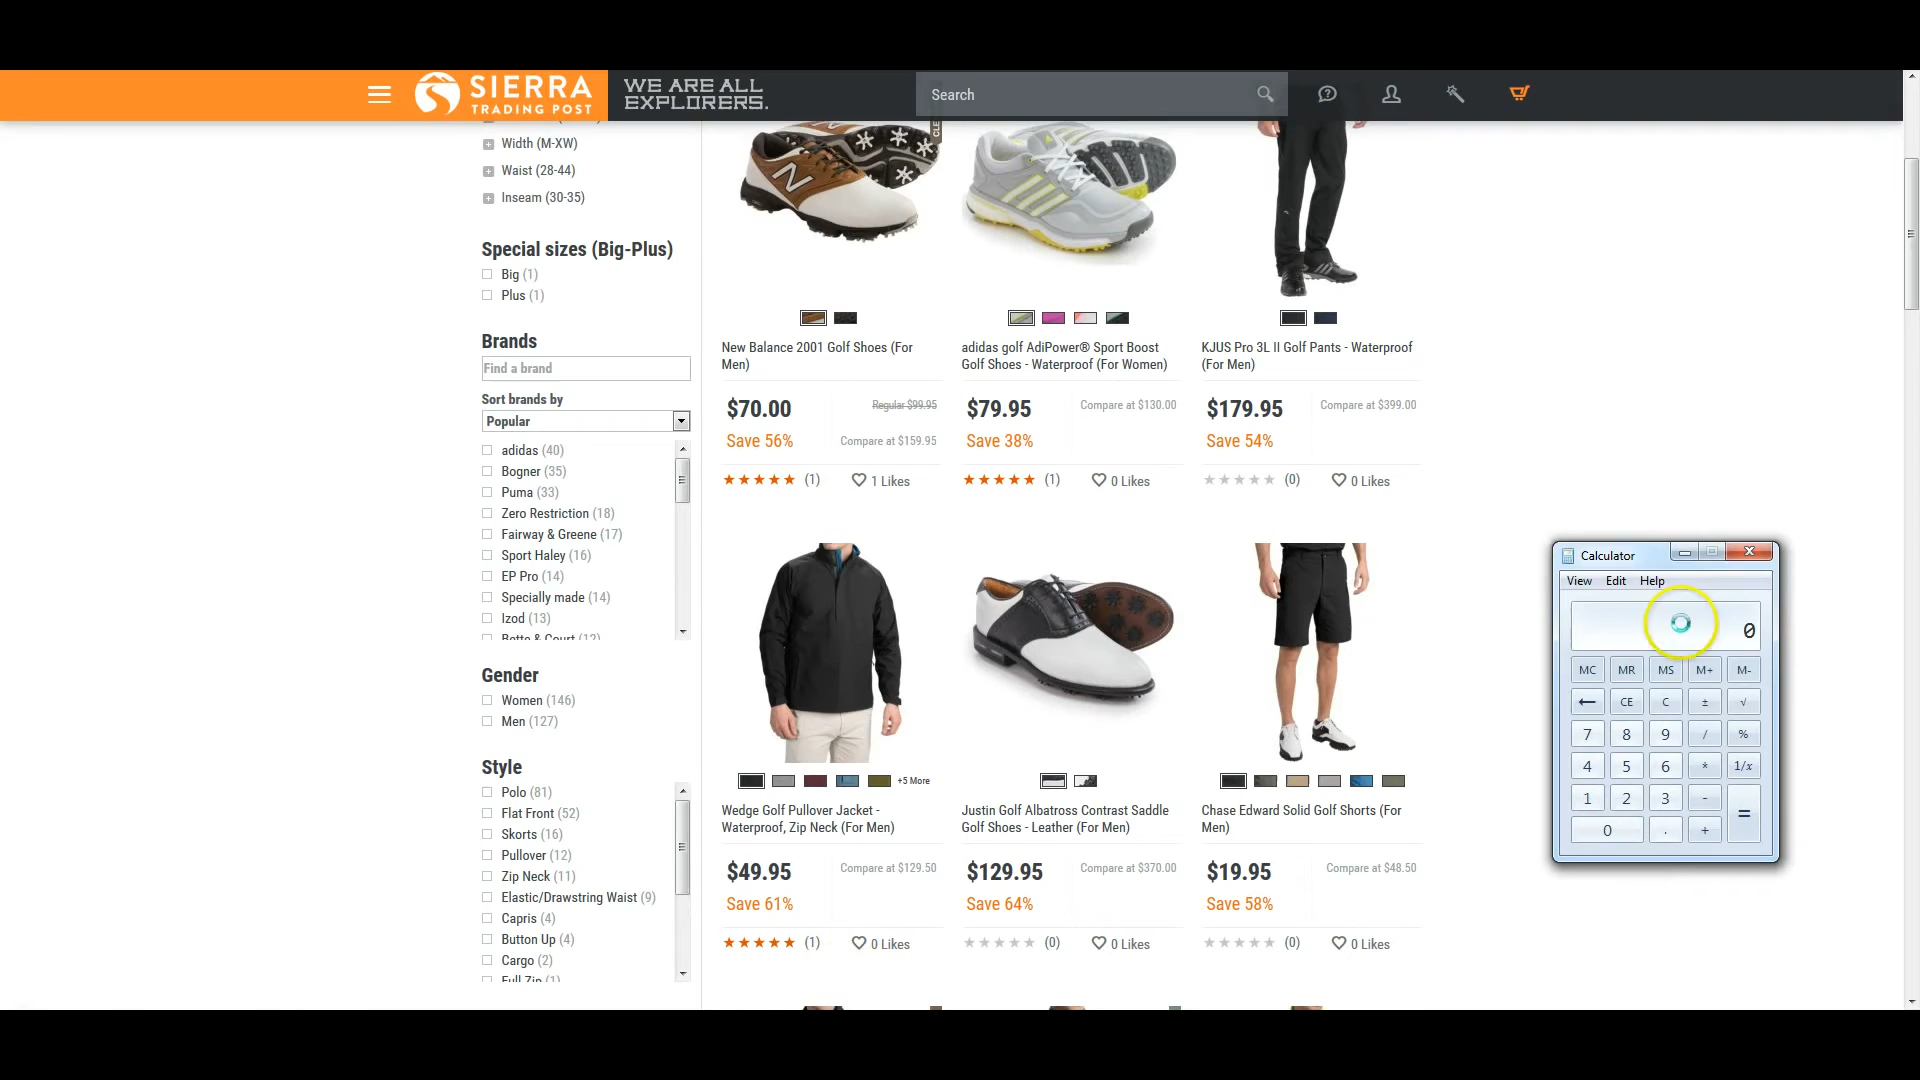 SIERRA
TRADING POST
WE ARE ALL
EXPLORERS.
Search
Width (M-XW)
Waist (28-44)
Inseam (30-35)
Special sizes (Big-Plus)
Big (1)
Plus (1)
Brands
Find a brand
Sort brands by
Popular
adidas (40)
Bogner (35)
Puma (33)
Zero Restriction (18)
Fairway & Greene (17)
Sport Haley (16)
EP Pro (14)
Specially made (14)
Izod (13)
Gender
Women (146)
Men (127)
Style
Polo (81)
Flat Front (52)
Skorts (16)
Pullover (12)
Zip Neck (11)
Elastic/Drawstring Waist (9)
Capris (4)
Button Up (4)
Cargo (2)
Full Zip (1)
CLE
New Balance 2001 Golf Shoes (For
Men)
$70.00
Regular $99.95
Save 56%
Compare at $159.95
(1)
1 Likes
adidas golf AdiPower® Sport Boost
Golf Shoes - Waterproof (For Women)
$79.95
Compare at $130.00
Save 38%
(1)
0 Likes
KJUS Pro 3L II Golf Pants - Waterproof
(For Men)
$179.95
Compare at $399.00
Save 54%
(0)
0 Likes
+5 More
Wedge Golf Pullover Jacket -
Waterproof, Zip Neck (For Men)
$49.95
Compare at $129.50
Save 61%
(1)
0 Likes
Justin Golf Albatross Contrast Saddle
Golf Shoes - Leather (For Men)
$129.95
Compare at $370.00
Save 64%
(0)
0 Likes
Chase Edward Solid Golf Shorts (For
Men)
$19.95
Compare at $48.50
Save 58%
(0)
0 Likes
Calculator
View Edit Help
0
MC MR MS M+ M-
← CE C ± √
7 8 9 / %
4 5 6 * 1/x
1 2 3 - =
0 . +